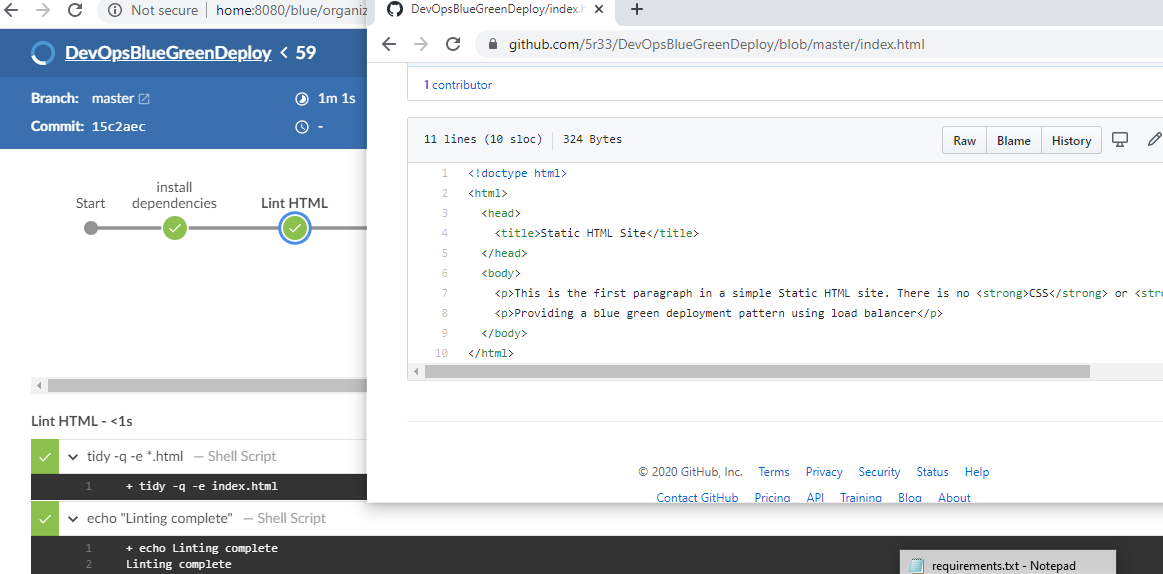 Not secure | home:8080/blue/organiz
DevOpsBlueGreenDeploy < 59
Branch: master
1m 1s
Commit: 15c2aec
-
Start
install
dependencies
Lint HTML
Lint HTML - <1s
tidy -q -e *.html — Shell Script
1 + tidy -q -e index.html
echo "Linting complete" — Shell Script
1 + echo Linting complete
2 Linting complete
DevOpsBlueGreenDeploy/index.h
github.com/5r33/DevOpsBlueGreenDeploy/blob/master/index.html
1 contributor
11 lines (10 sloc) | 324 Bytes
Raw Blame History
1 <!doctype html>
2 <html>
3 <head>
4 <title>Static HTML Site</title>
5 </head>
6 <body>
7 <p>This is the first paragraph in a simple Static HTML site. There is no <strong>CSS</strong> or <stro
8 <p>Providing a blue green deployment pattern using load balancer</p>
9 </body>
10 </html>
© 2020 GitHub, Inc. Terms Privacy Security Status Help
Contact GitHub Pricing API Training Blog About
requirements.txt - Notepad